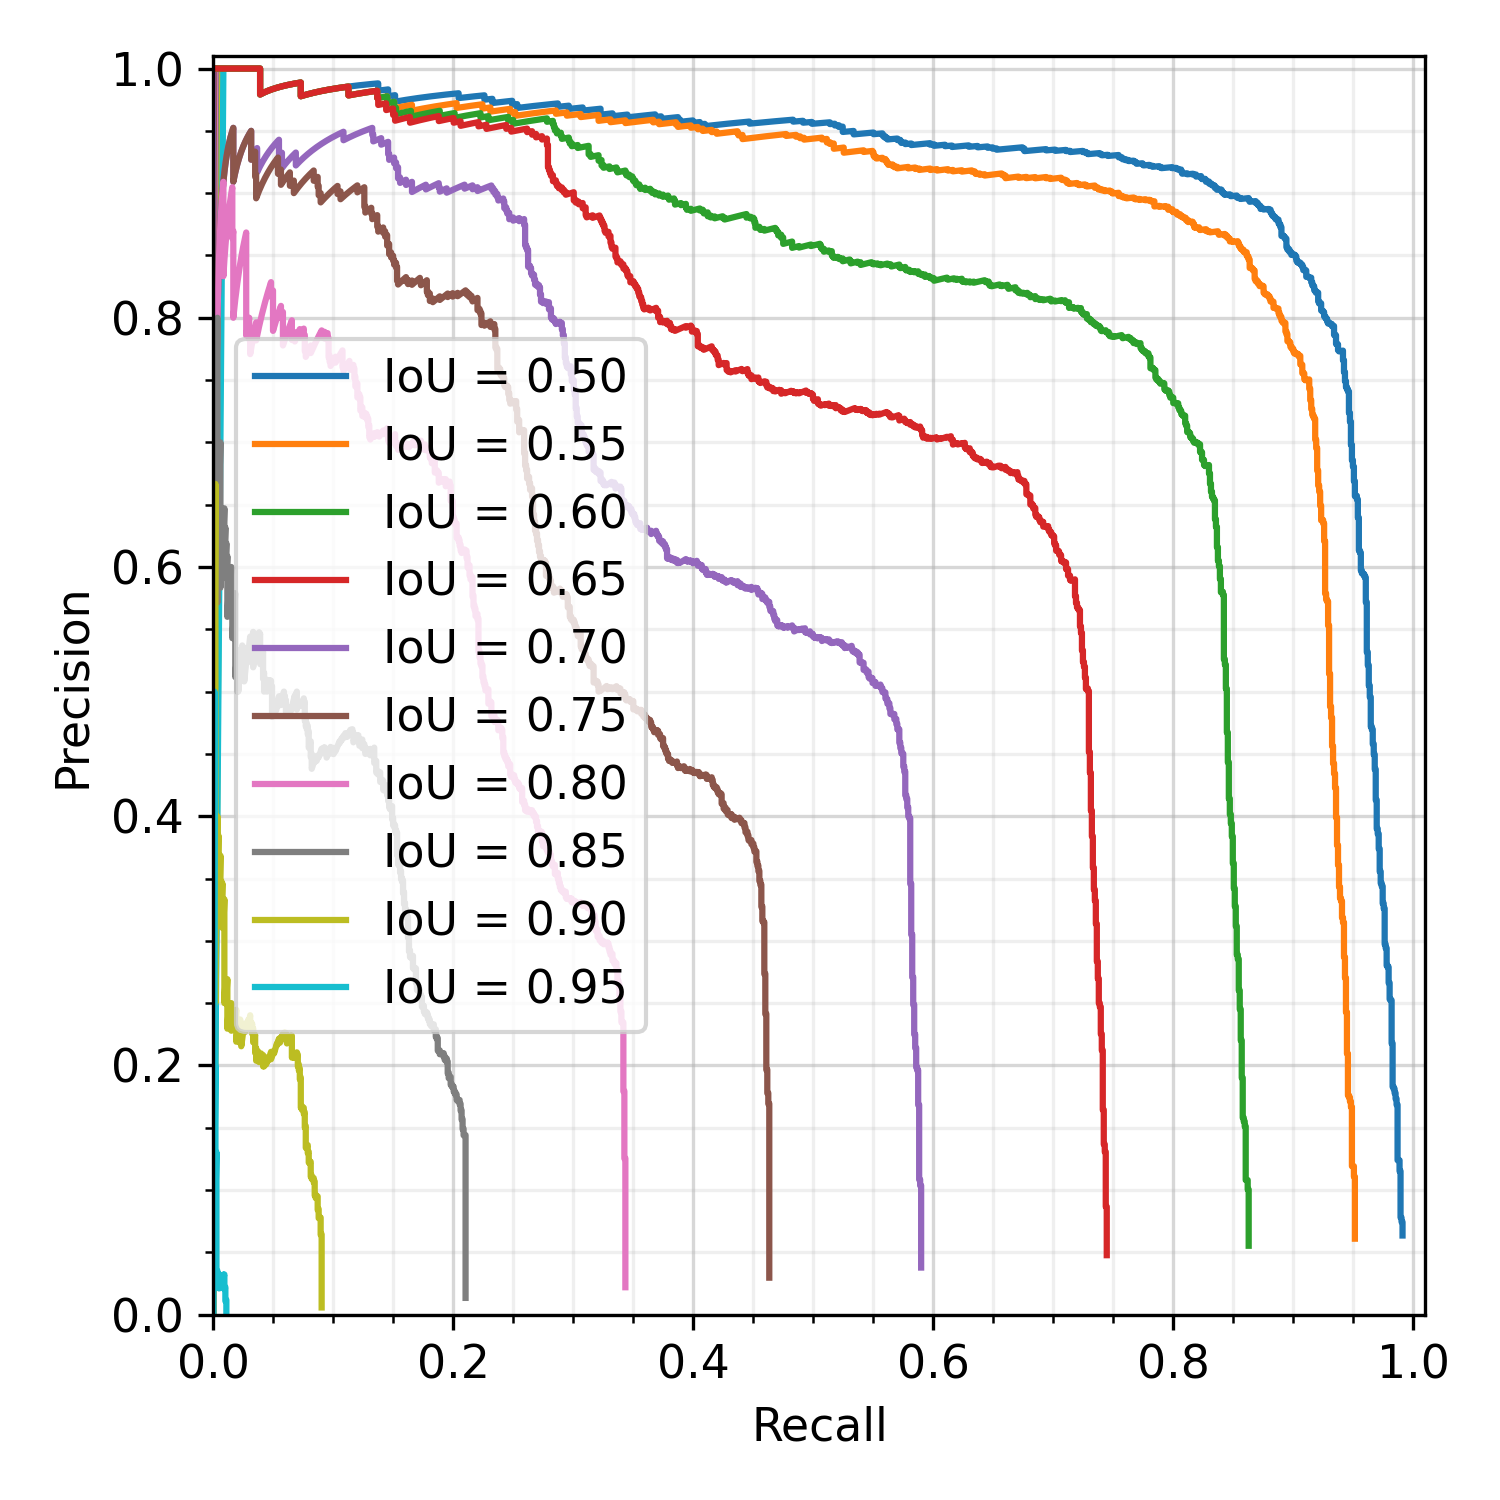 1.0
0.8
0.6
0.4
0.2
0.0
Precision
IoU = 0.50
IoU = 0.55
IoU = 0.60
IoU = 0.65
IoU = 0.70
IoU = 0.75
IoU = 0.80
IoU = 0.85
IoU = 0.90
IoU = 0.95
0.0 0.2 0.4 0.6 0.8 1.0
Recall